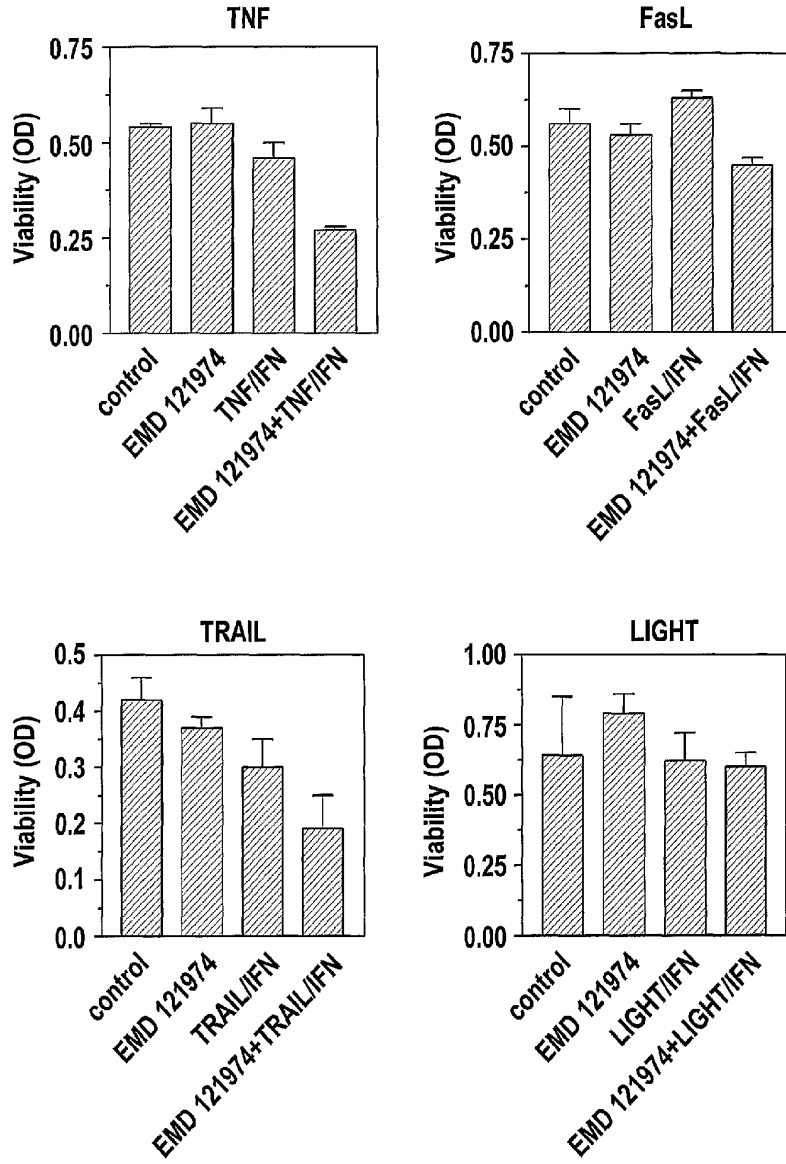 TNF
Viability (OD)
0.75
0.50
0.25
0.00
control
EMD 121974
TNF/IFN
EMD 121974+TNF/IFN
FasL
Viability (OD)
0.75
0.50
0.25
0.00
control
EMD 121974
FasL/IFN
EMD 121974+FasL/IFN
TRAIL
Viability (OD)
0.5
0.4
0.3
0.2
0.1
0.0
control
EMD 121974
TRAIL/IFN
EMD 121974+TRAIL/IFN
LIGHT
Viability (OD)
1.00
0.75
0.50
0.25
0.00
control
EMD 121974
LIGHT/IFN
EMD 121974+LIGHT/IFN